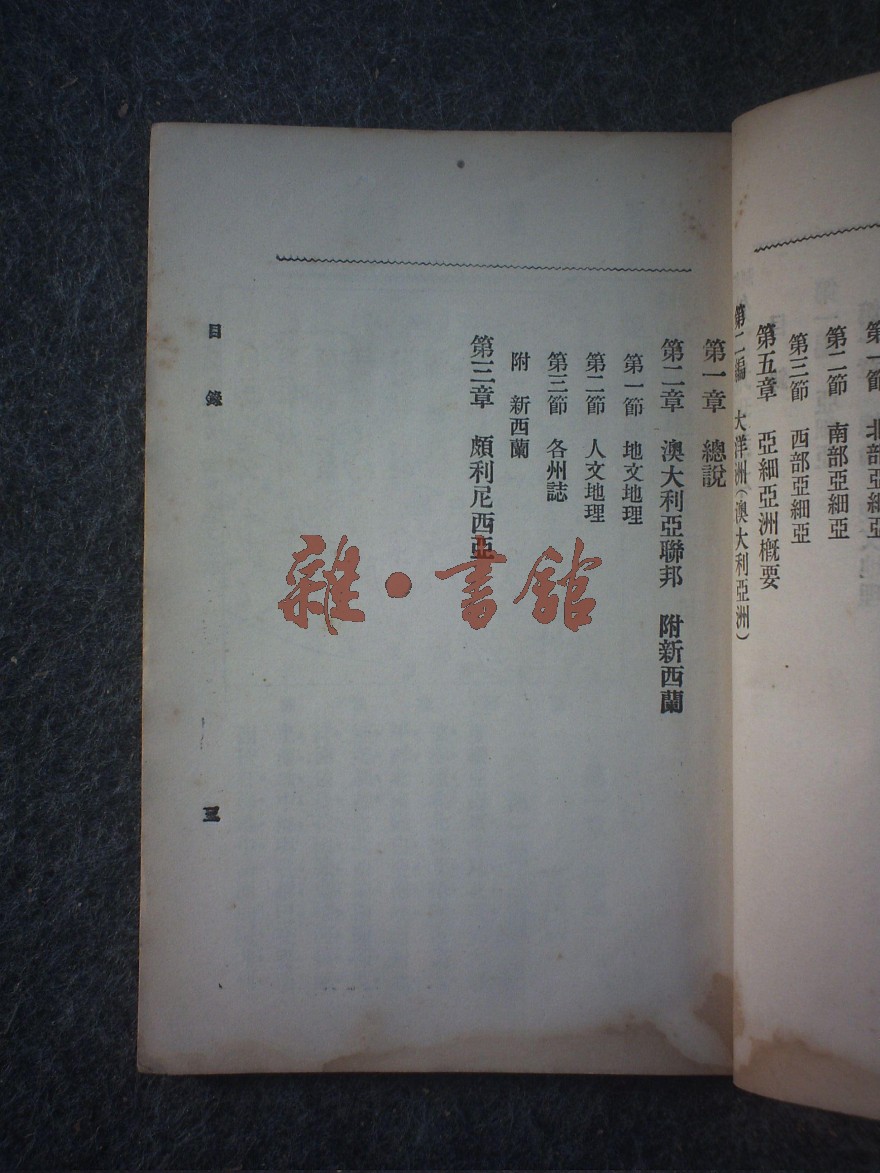 第一節 北部亞細亞
第二節 南部亞細亞
第三節 西部亞細亞
第五章 亞細亞洲概要
第二編 大洋洲(澳大利亞洲)
第一章 總說
第二章 澳大利亞聯邦 附新西蘭
第一節 地文地理
第二節 人文地理
第三節 各州誌
附 新西蘭
第三章 頗利尼西亞
目錄
三
雜·書館